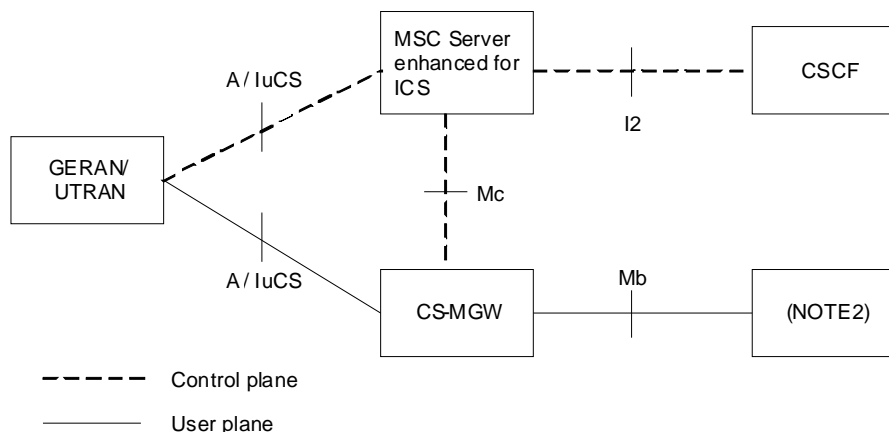 MSC Server
enhanced for
ICS
CSCF
A / IuCS
I2
GERAN/
UTRAN
Mc
A / IuCS
Mb
CS-MGW
(NOTE2)
Control plane
User plane